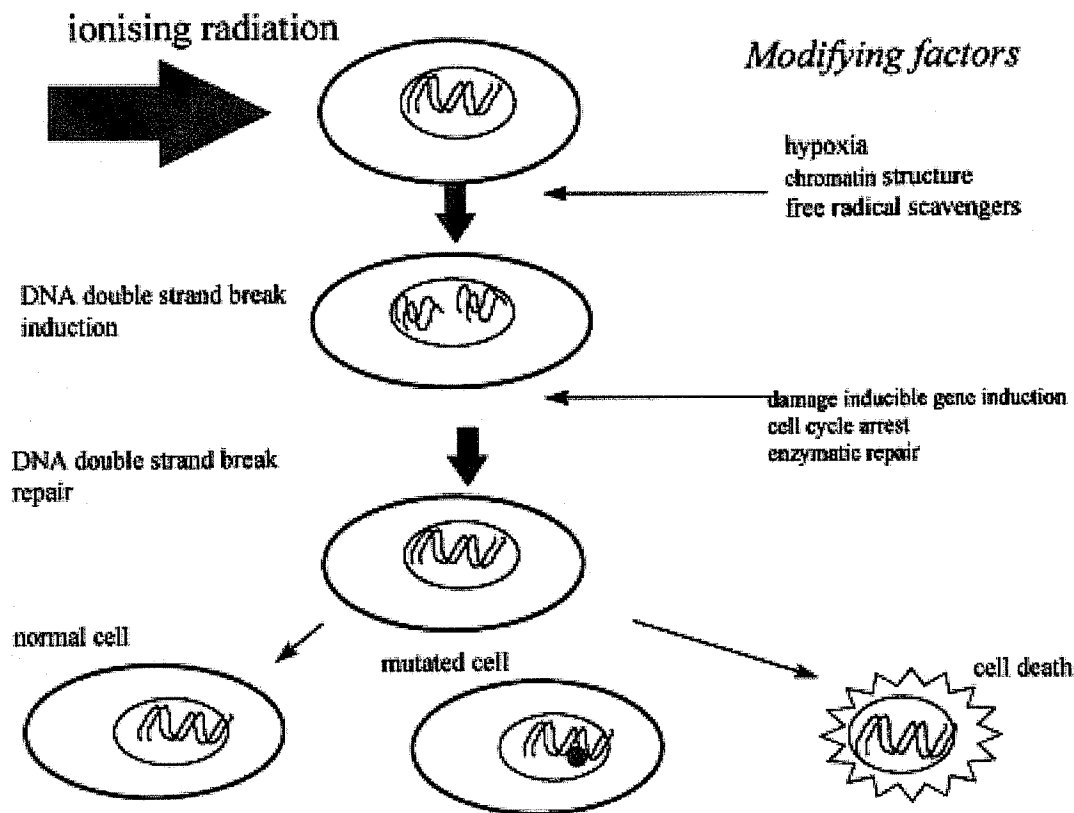 ionising radiation
Modifying factors
hypoxia
chromatin structure
free radical scavengers
DNA double strand break
induction
damage inducible gene induction
cell cycle arrest
enzymatic repair
DNA double strand break
repair
normal cell
mutated cell
cell death